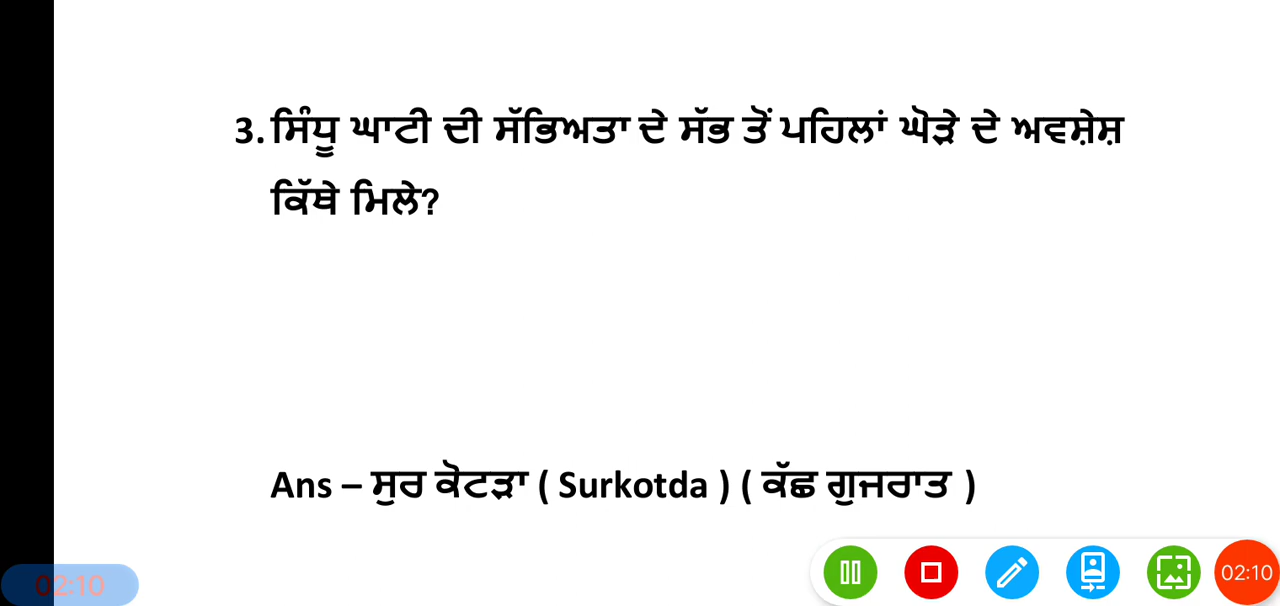 3. ਸਿੰਧੂ ਘਾਟੀ ਦੀ ਸੱਭਿਅਤਾ ਦੇ ਸੱਭ ਤੋਂ ਪਹਿਲਾਂ ਘੋੜੇ ਦੇ ਅਵਸ਼ੇਸ਼
ਕਿੱਥੇ ਮਿਲੇ?
Ans – ਸੁਰ ਕੋਟੜਾ ( Surkotda ) ( ਕੱਛ ਗੁਜਰਾਤ )
02:10
02:10